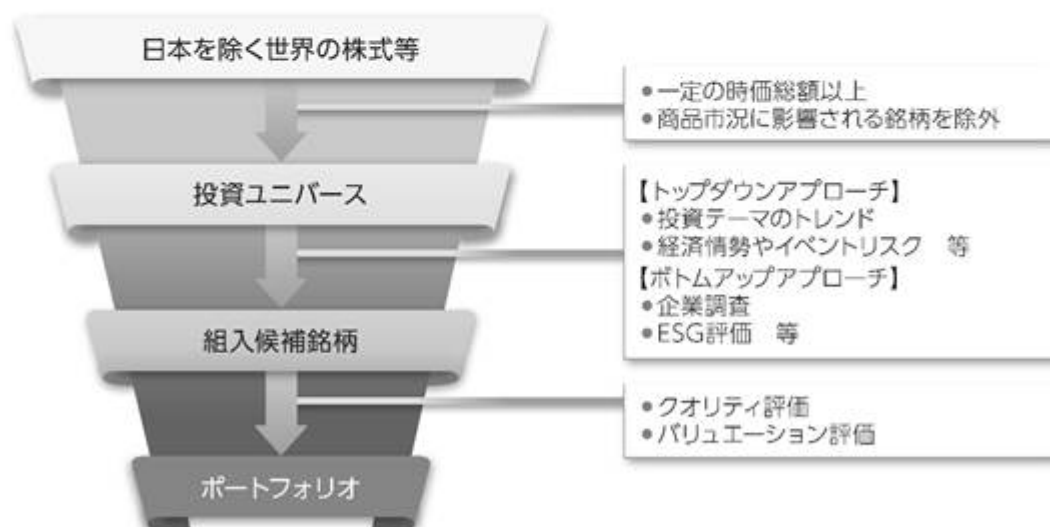 日本を除く世界の株式等
●一定の時価総額以上
●商品市況に影響される銘柄を除外
投資ユニバース
【トップダウンアプローチ】
●投資テーマのトレンド
●経済情勢やイベントリスク　等
【ボトムアップアプローチ】
●企業調査
●ESG評価　等
組入候補銘柄
●クオリティ評価
●バリュエーション評価
ポートフォリオ